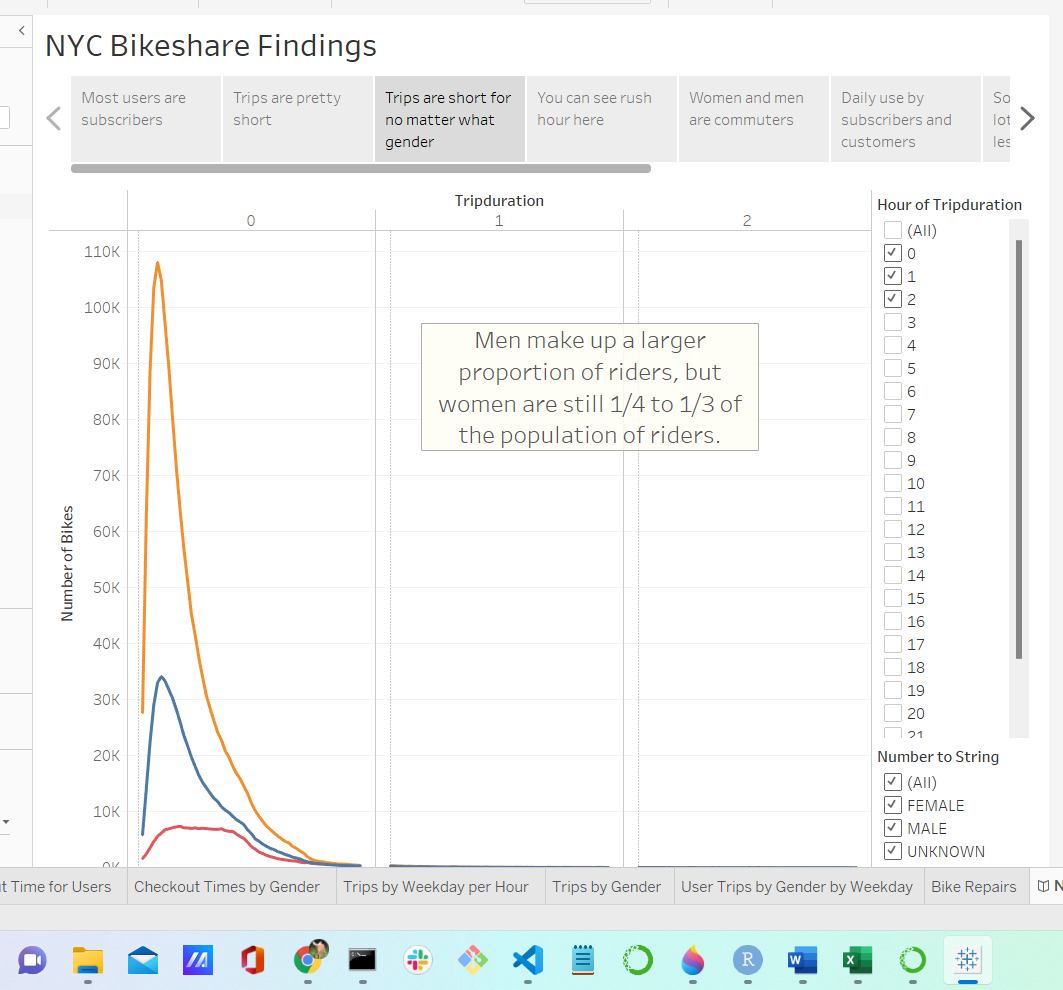 NYC Bikeshare Findings
Most users are
subscribers
Trips are pretty
short
Trips are short for
no matter what
gender
You can see rush
hour here
Women and men
are commuters
Daily use by
subscribers and
customers
So
lot
les
Tripduration
0
1
2
110K
100K
90K
80K
70K
60K
50K
40K
30K
20K
10K
0K
Number of Bikes
Men make up a larger
proportion of riders, but
women are still 1/4 to 1/3 of
the population of riders.
Hour of Tripduration
(All)
0
1
2
3
4
5
6
7
8
9
10
11
12
13
14
15
16
17
18
19
20
21
Number to String
(All)
FEMALE
MALE
UNKNOWN
t Time for Users
Checkout Times by Gender
Trips by Weekday per Hour
Trips by Gender
User Trips by Gender by Weekday
Bike Repairs
N